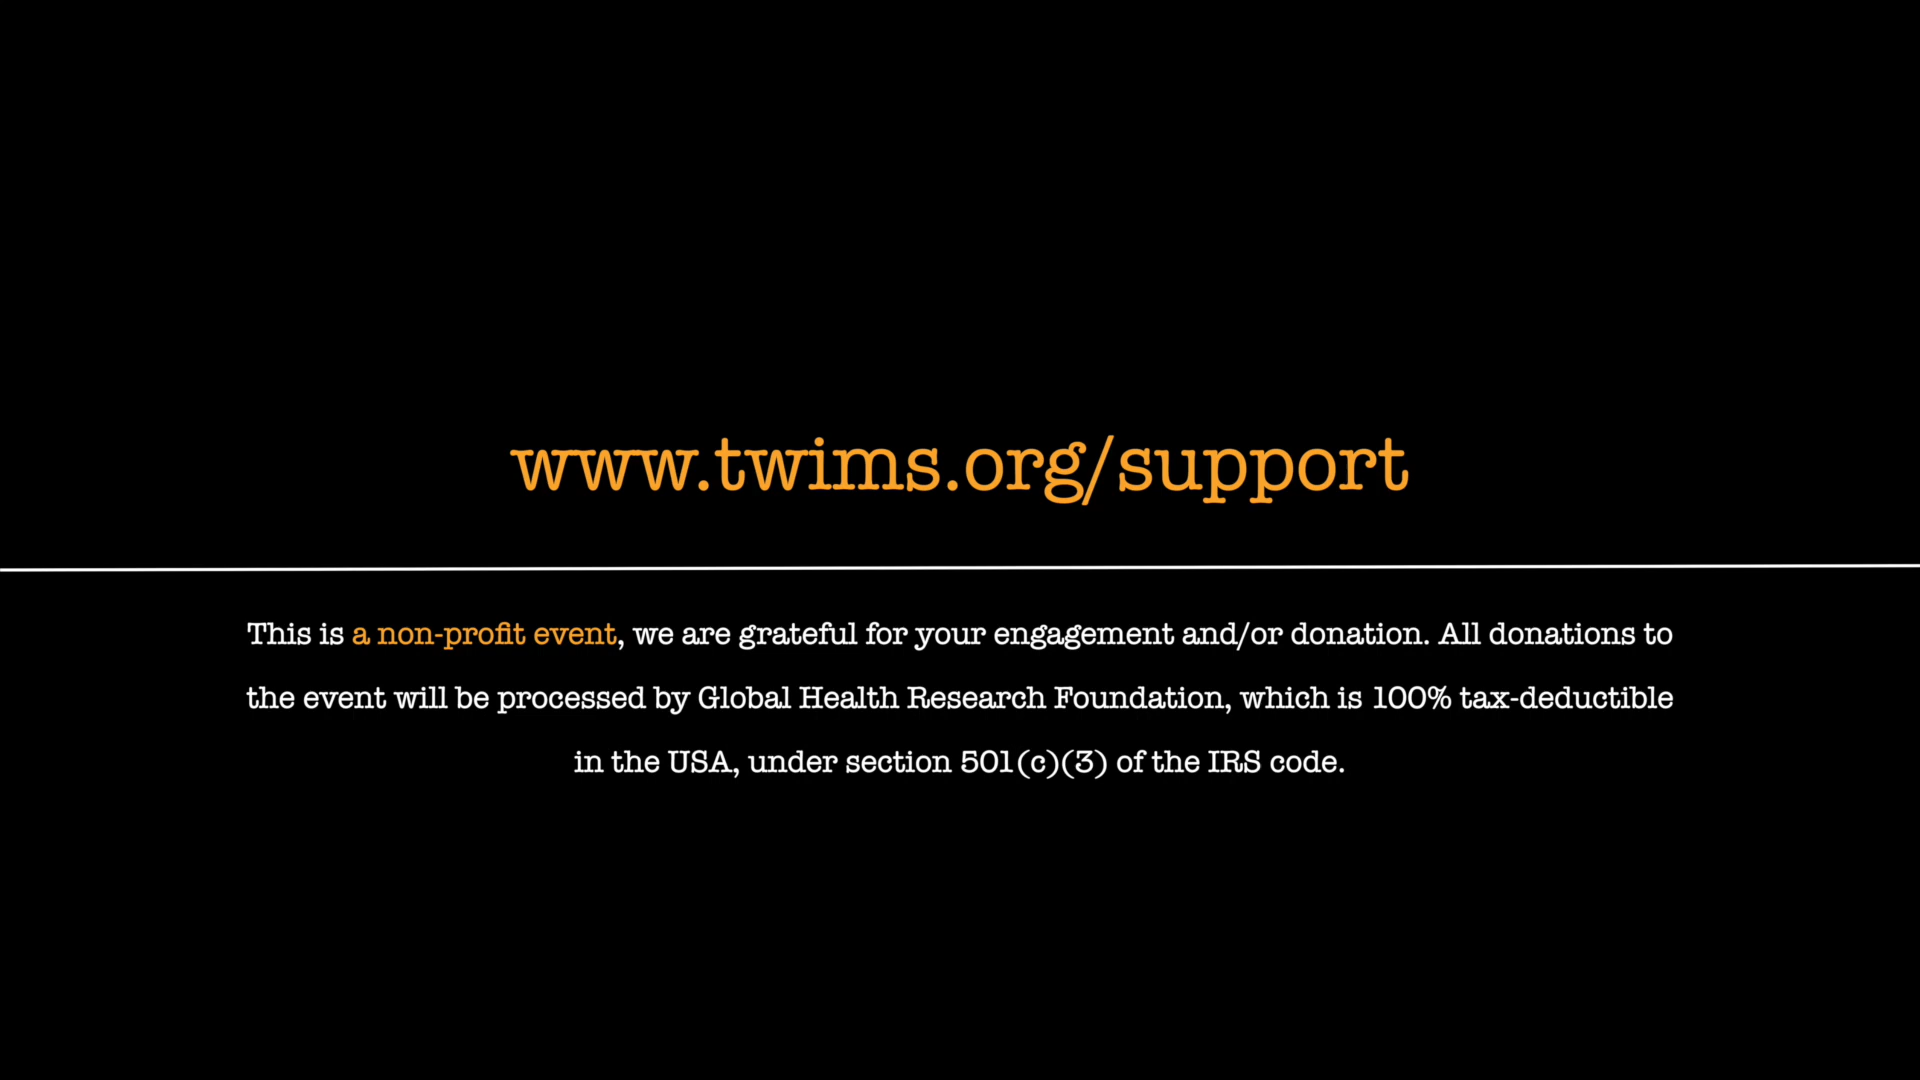 www.twims.org/support
This is a non-profit event, we are grateful for your engagement and/or donation. All donations to
the event will be processed by Global Health Research Foundation, which is 100% tax-deductible
in the USA, under section 501(c)(3) of the IRS code.